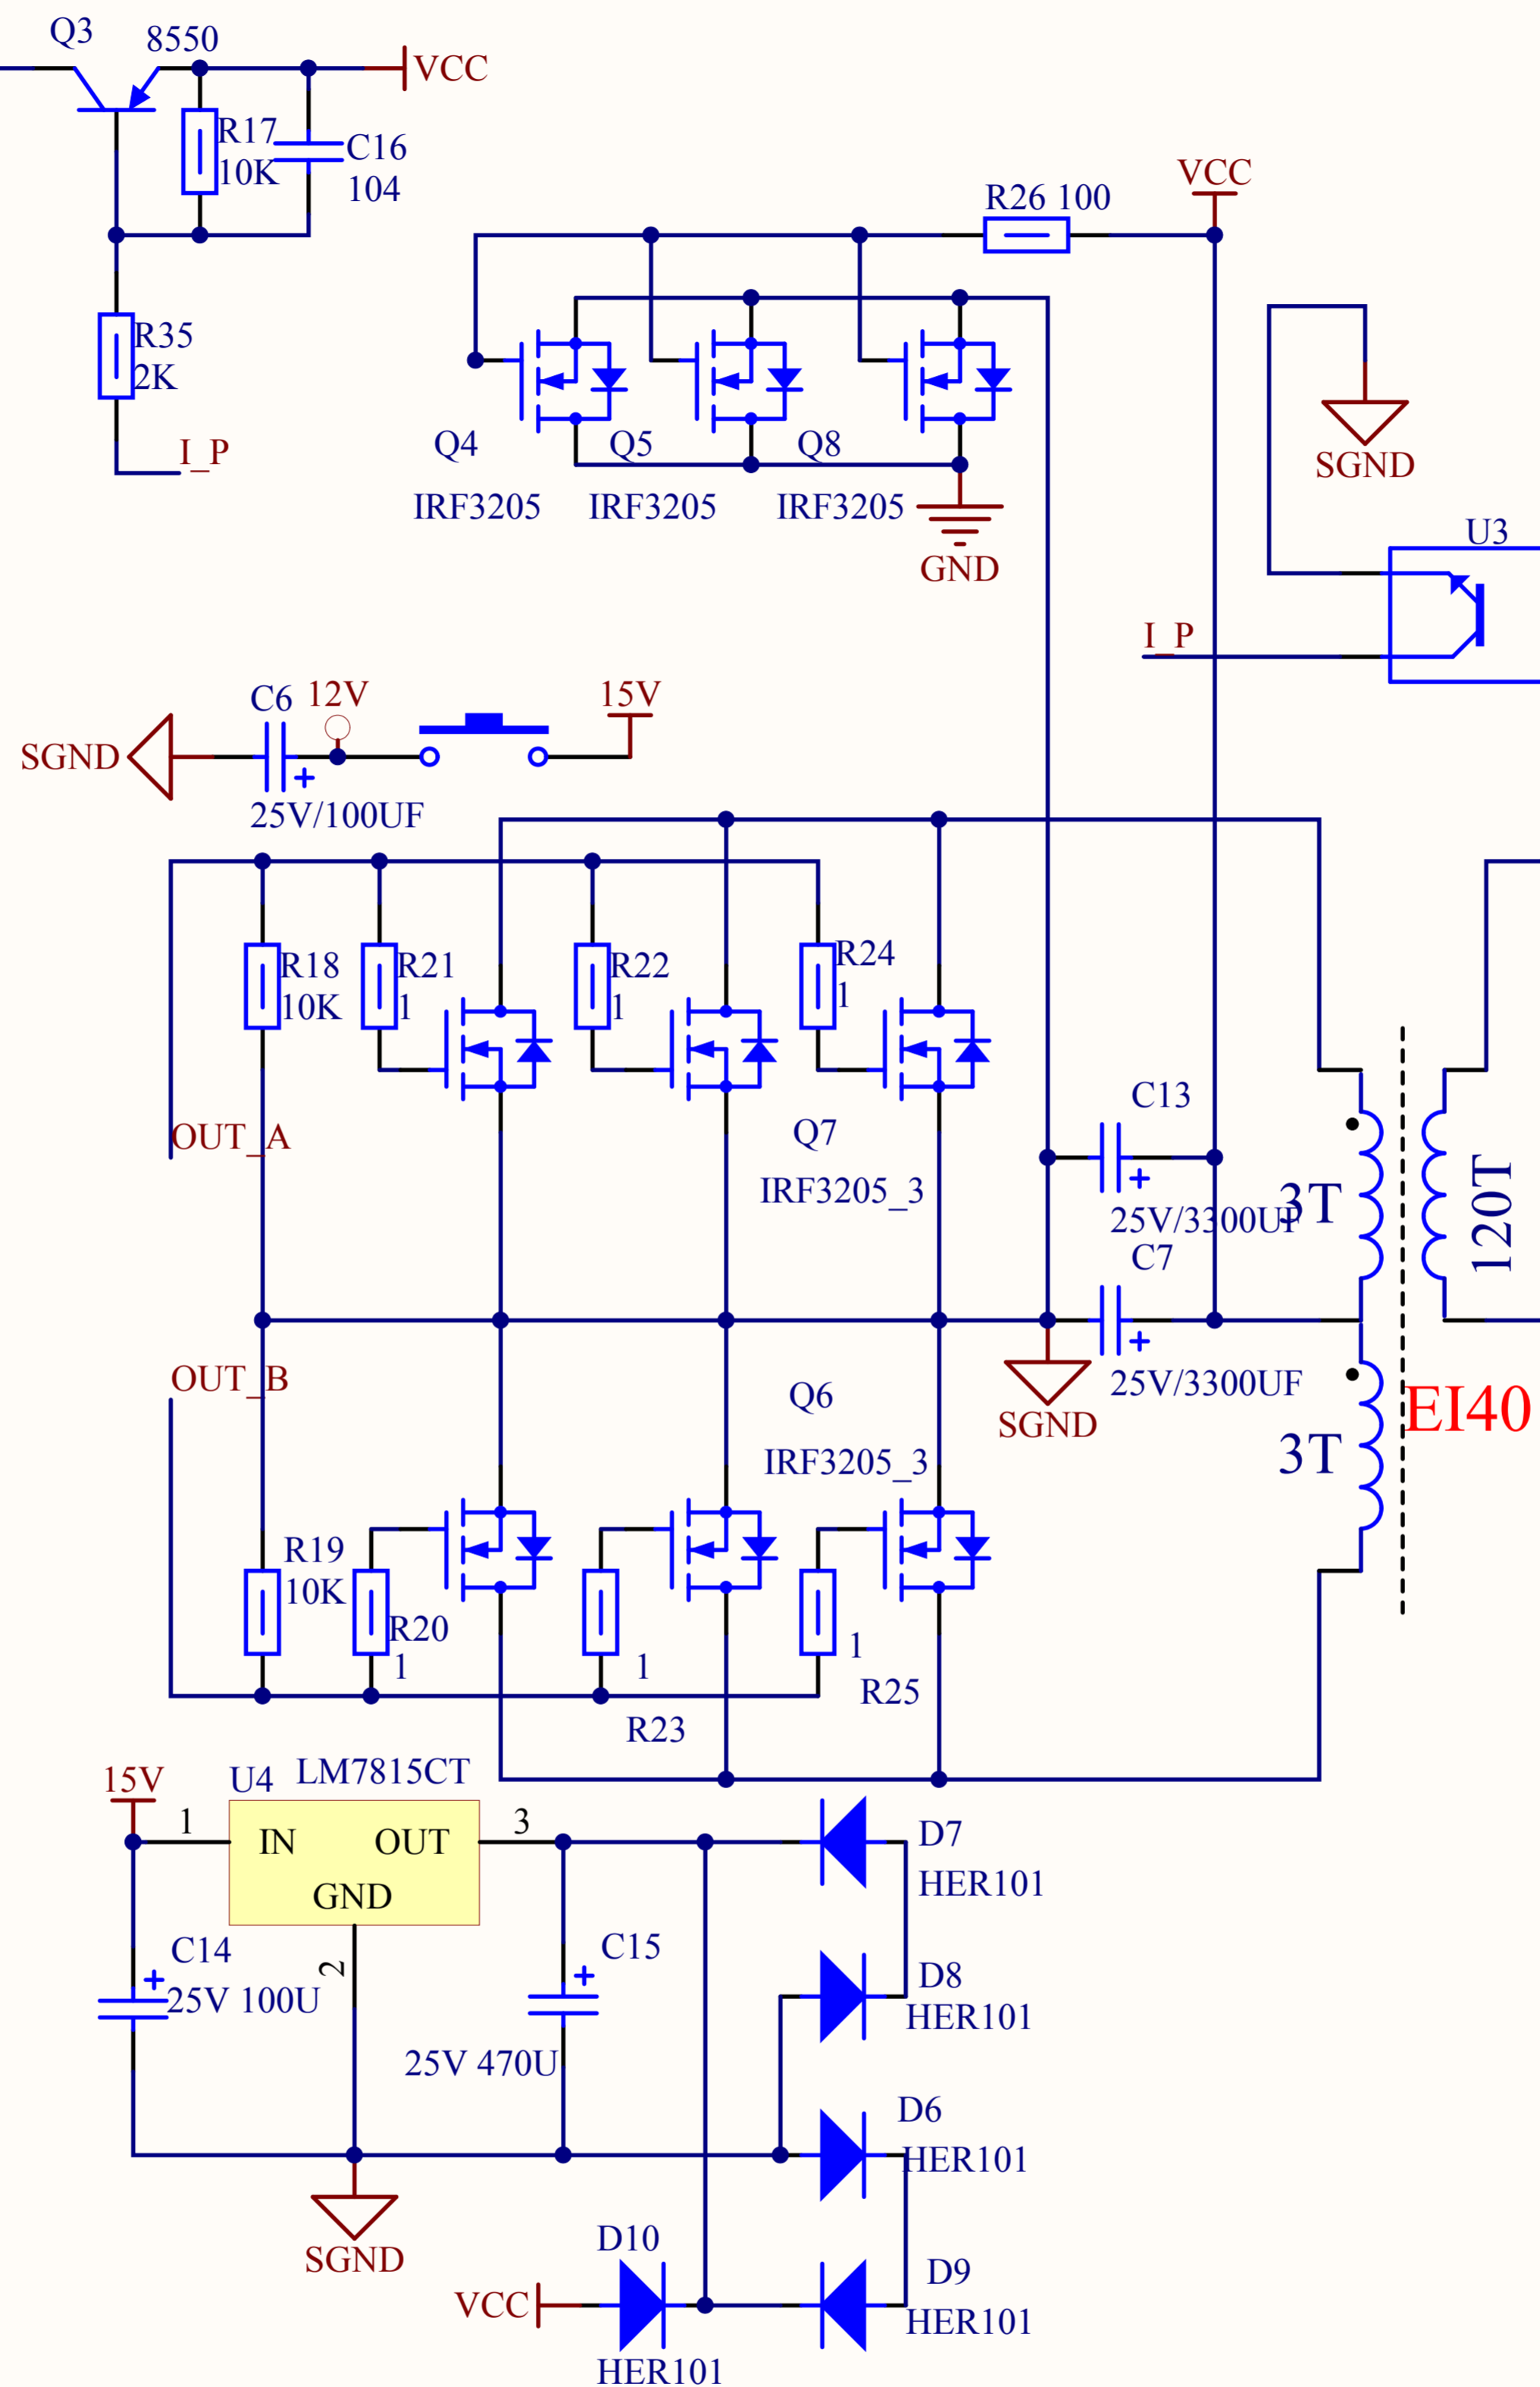 Q3
8550
VCC
R17
10K
C16
104
R35
2K
I_P
VCC
R26 100
Q4
Q5
Q8
IRF3205
IRF3205
IRF3205
GND
SGND
U3
I_P
SGND
C6
12V
15V
25V/100UF
R18
10K
R21
1
R22
1
R24
1
OUT_A
Q7
IRF3205_3
C13
25V/3300UF
3T
120T
C7
25V/3300UF
SGND
OUT_B
Q6
IRF3205_3
EI40
3T
R19
10K
R20
1
1
R23
1
R25
15V
U4
LM7815CT
1
IN
OUT
3
GND
2
C14
25V 100U
C15
25V 470U
D7
HER101
D8
HER101
D6
HER101
SGND
D10
VCC
HER101
D9
HER101